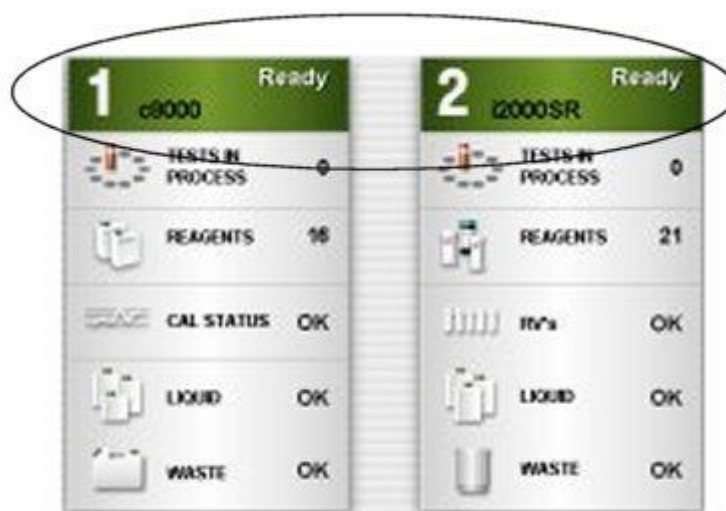 1 Ready
c8000
TESTS IN
PROCESS 0
REAGENTS 16
CAL STATUS OK
LIQUID OK
WASTE OK
2 Ready
i2000SR
TESTS IN
PROCESS 0
REAGENTS 21
RV's OK
LIQUID OK
WASTE OK